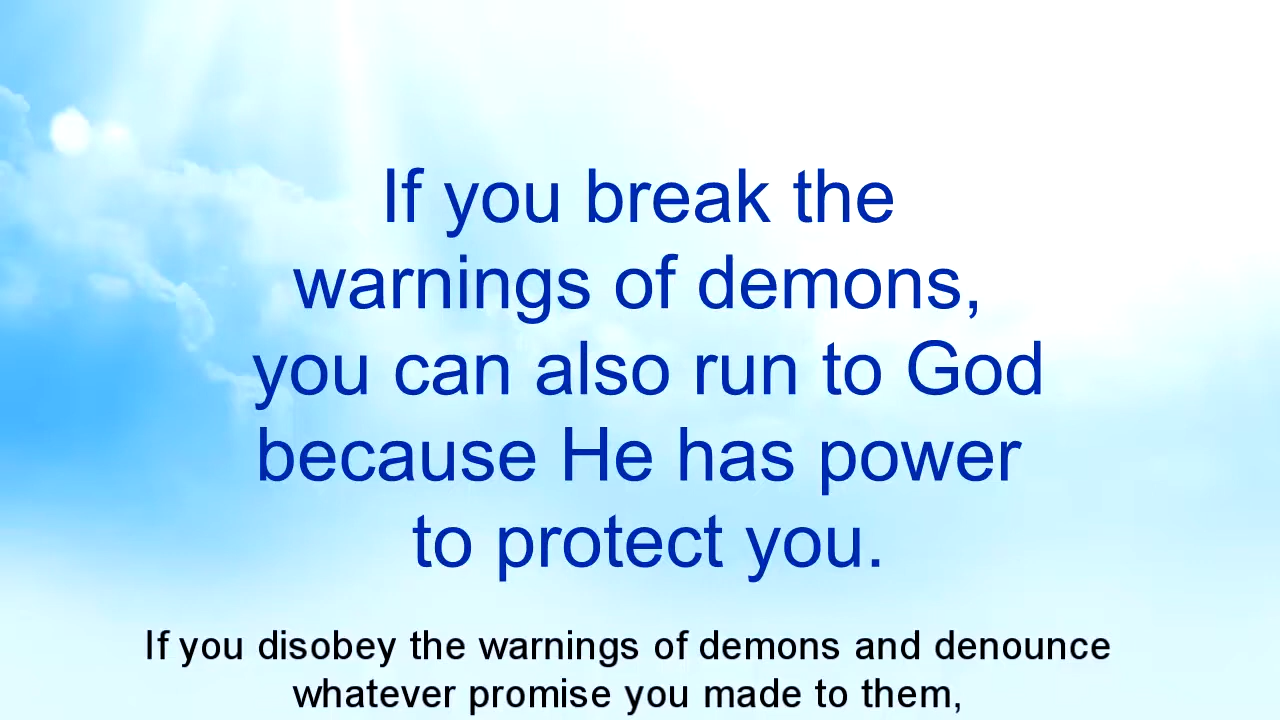 If you break the
warnings of demons,
you can also run to God
because He has power
to protect you.
If you disobey the warnings of demons and denounce
whatever promise you made to them,